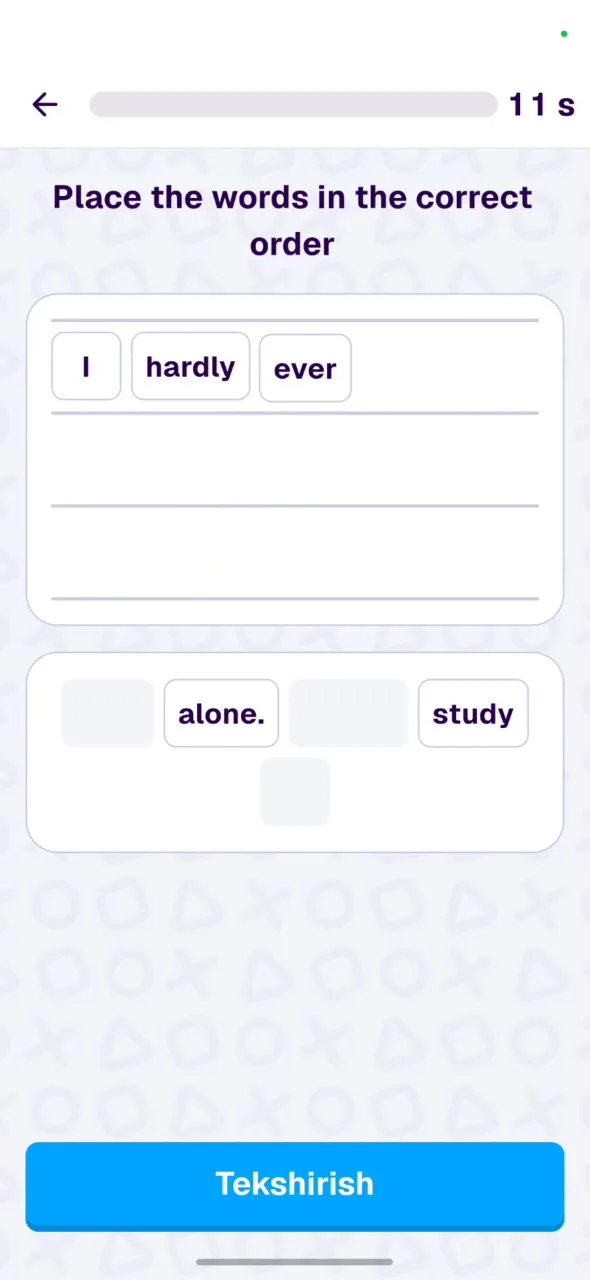 11 s
Place the words in the correct
order
I hardly ever
alone. study
Tekshirish